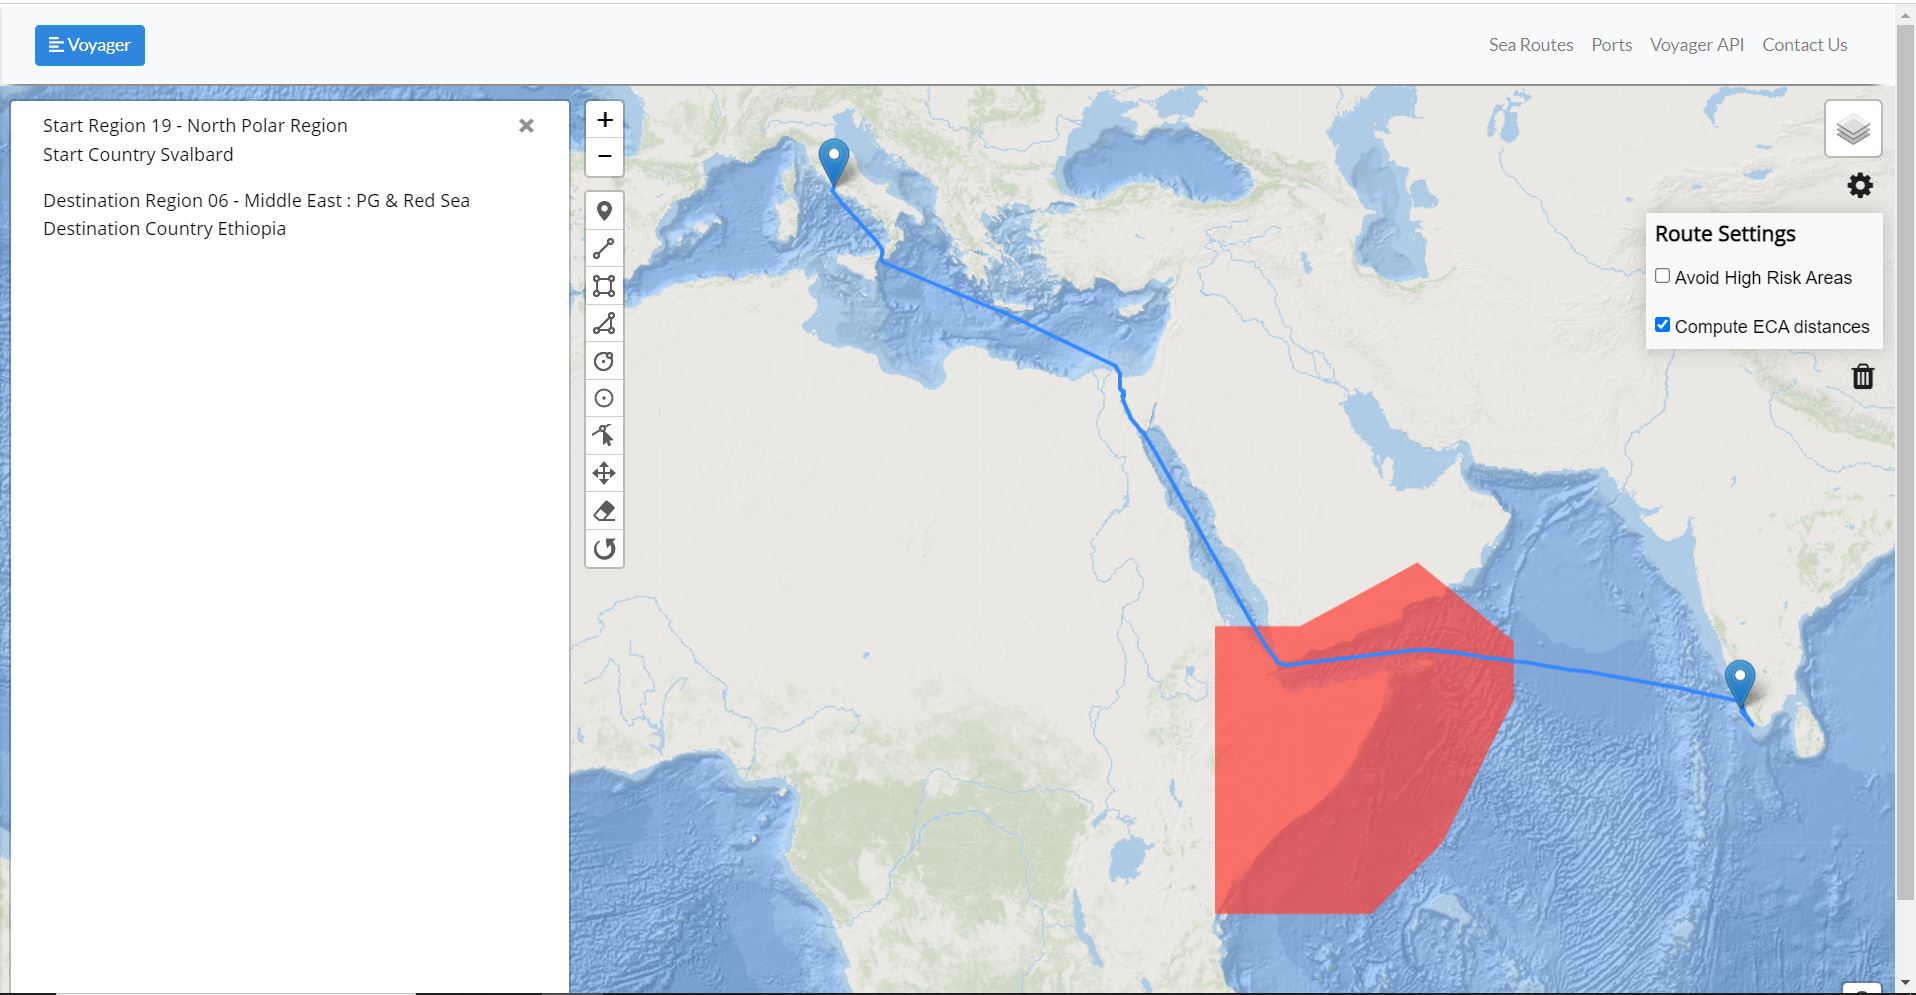 Voyager
Sea Routes Ports Voyager API Contact Us
Start Region 19 - North Polar Region
Start Country Svalbard
Destination Region 06 - Middle East : PG & Red Sea
Destination Country Ethiopia
Route Settings
Avoid High Risk Areas
Compute ECA distances